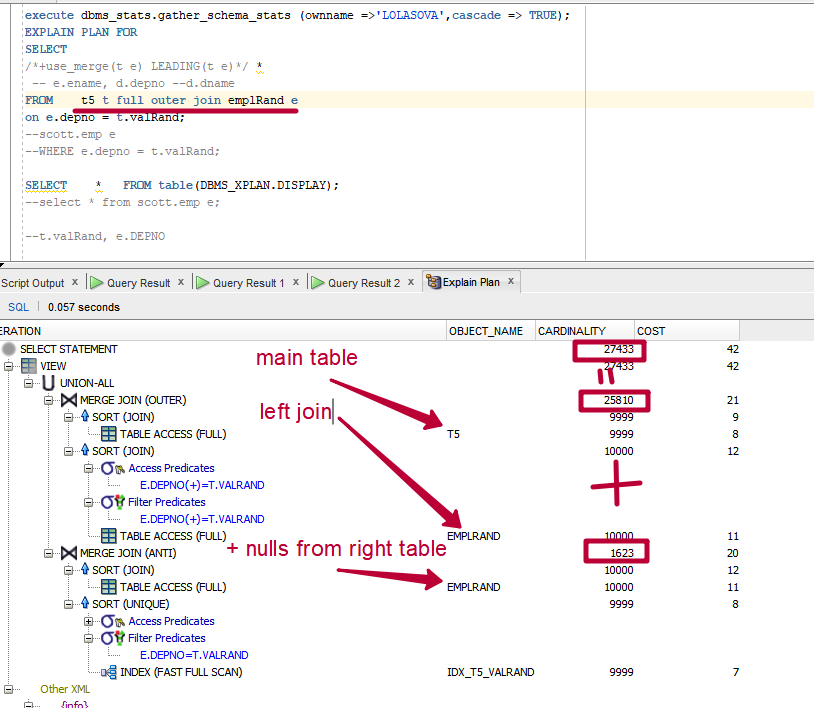 execute dbms_stats.gather_schema_stats (ownname =>'LOLASOVA',cascade => TRUE);
EXPLAIN PLAN FOR
SELECT
/*+use_merge(t e) LEADING(t e)*/ *
-- e.ename, d.depno --d.dname
FROM t5 t full outer join emplRand e
on e.depno = t.valRand;
--scott.emp e
--WHERE e.depno = t.valRand;
SELECT * FROM table(DBMS_XPLAN.DISPLAY);
--select * from scott.emp e;
--t.valRand, e.DEPNO
Script Output x Query Result x Query Result 1 x Query Result 2 x Explain Plan x
SQL | 0.057 seconds
ERATION OBJECT_NAME CARDINALITY COST
SELECT STATEMENT 27433 42
VIEW 27433 42
main table
UNION-ALL
MERGE JOIN (OUTER) 25810 21
left join
SORT (JOIN) 9999 9
TABLE ACCESS (FULL) T5 9999 8
SORT (JOIN) 10000 12
Access Predicates
E.DEPNO(+)=T.VALRAND
+
Filter Predicates
E.DEPNO(+)=T.VALRAND
TABLE ACCESS (FULL) EMPLRAND 10000 11
+ nulls from right table
MERGE JOIN (ANTI) 1623 20
SORT (JOIN) 10000 12
TABLE ACCESS (FULL) EMPLRAND 10000 11
SORT (UNIQUE) 9999 8
Access Predicates
Filter Predicates
E.DEPNO=T.VALRAND
INDEX (FAST FULL SCAN) IDX_T5_VALRAND 9999 7
Other XML
{info}